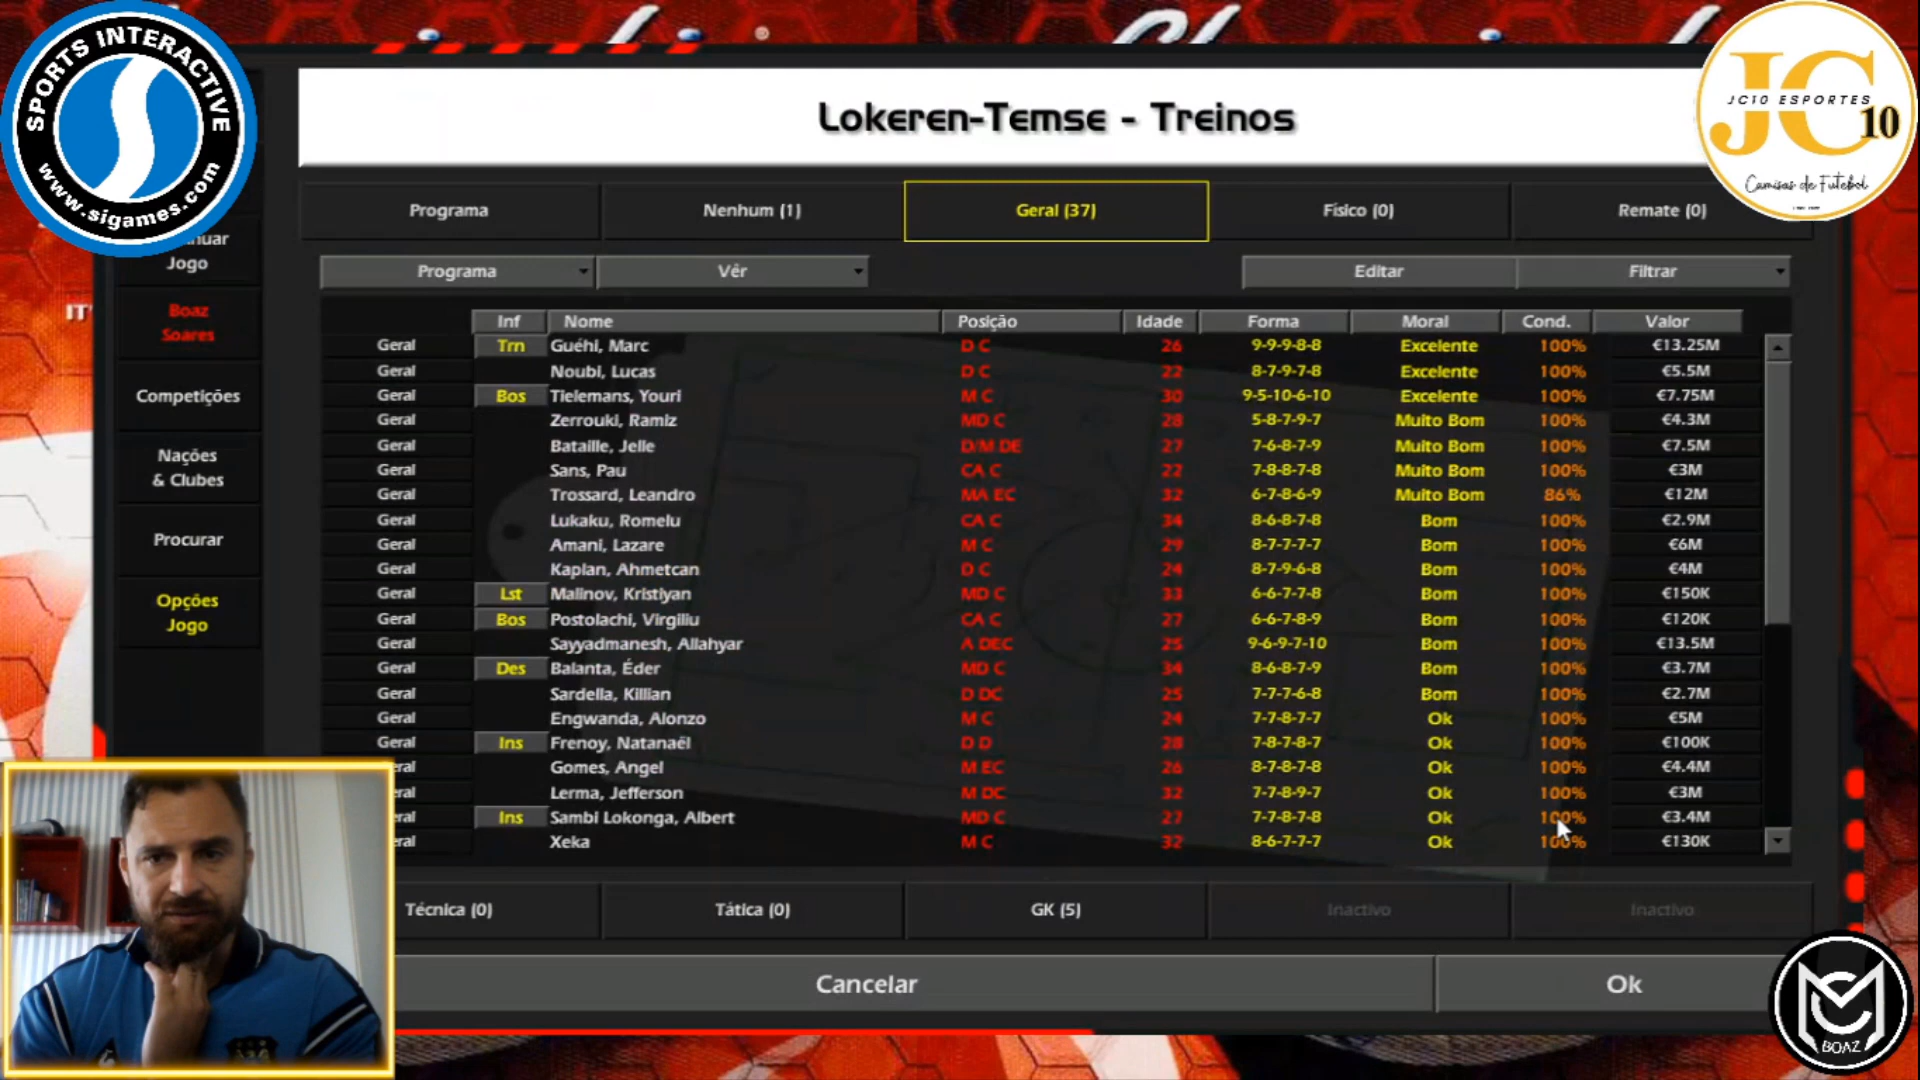 SPORTS INTERACTIVE
www.sigames.com
JC
JC10 ESPORTES
10
Camisas de Futebol
Lokeren-Temse - Treinos
Programa Nenhum (1) Geral (37) Físico (0) Remate (0)
Programa Vêr Editar Filtrar
nuar
Jogo
Boaz
Soares
Competições
Nações
& Clubes
Procurar
Opções
Jogo
IT'
Inf Nome Posição Idade Forma Moral Cond. Valor
Geral Trn Guéhi, Marc D C 26 9-9-9-8-8 Excelente 100% €13.25M
Geral Noubi, Lucas D C 22 8-7-9-7-8 Excelente 100% €5.5M
Geral Bos Tielemans, Youri M C 30 9-5-10-6-10 Excelente 100% €7.75M
Geral Zerrouki, Ramiz MD C 28 5-8-7-9-7 Muito Bom 100% €4.3M
Geral Bataille, Jelle D/M DE 27 7-6-8-7-9 Muito Bom 100% €7.5M
Geral Sans, Pau CA C 22 7-8-8-7-8 Muito Bom 100% €3M
Geral Trossard, Leandro MA EC 32 6-7-8-6-9 Muito Bom 86% €12M
Geral Lukaku, Romelu CA C 34 8-6-8-7-8 Bom 100% €2.9M
Geral Amani, Lazare M C 29 8-7-7-7-7 Bom 100% €6M
Geral Kaplan, Ahmetcan D C 24 8-7-9-6-8 Bom 100% €4M
Geral Lst Malinov, Kristiyan MD C 33 6-6-7-7-8 Bom 100% €150K
Geral Bos Postolachi, Virgiliu CA C 27 6-6-7-8-9 Bom 100% €120K
Geral Sayyadmanesh, Allahyar A DEC 25 9-6-9-7-10 Bom 100% €13.5M
Geral Des Balanta, Éder MD C 34 8-6-8-7-9 Bom 100% €3.7M
Geral Sardella, Killian D DC 25 7-7-7-6-8 Bom 100% €2.7M
Geral Engwanda, Alonzo M C 24 7-7-8-7-7 Ok 100% €5M
Geral Ins Frenoy, Natanaël D D 28 7-8-7-8-7 Ok 100% €100K
eral Gomes, Angel M EC 26 8-7-8-7-8 Ok 100% €4.4M
eral Lerma, Jefferson M DC 32 7-7-8-9-7 Ok 100% €3M
eral Ins Sambi Lokonga, Albert MD C 27 7-7-8-7-8 Ok 100% €3.4M
eral Xeka M C 32 8-6-7-7-7 Ok 100% €130K
Técnica (0) Tática (0) GK (5) Inactivo Inactivo
Cancelar Ok
BOAZ